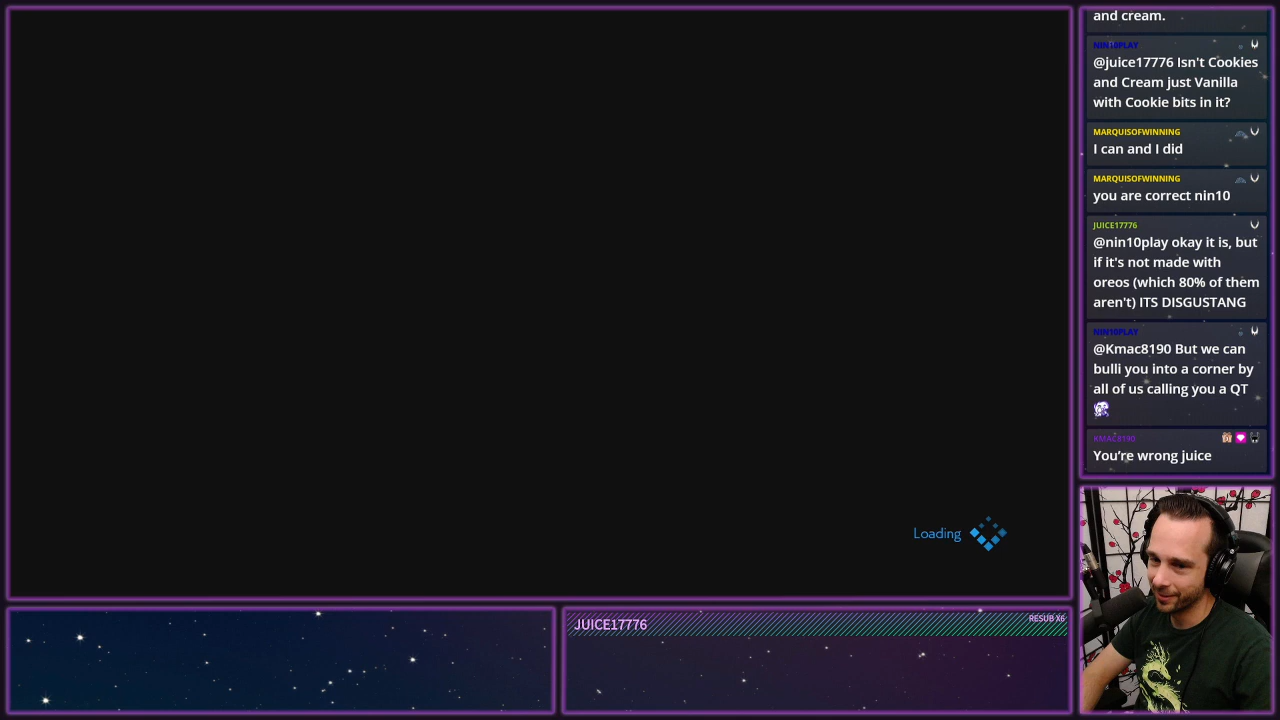 and cream.
NIN10PLAY
@juice17776 Isn't Cookies
and Cream just Vanilla
with Cookie bits in it?
MARQUISOFWINNING
I can and I did
MARQUISOFWINNING
you are correct nin10
JUICE17776
@nin10play okay it is, but
if it's not made with
oreos (which 80% of them
aren't) ITS DISGUSTANG
NIN10PLAY
@Kmac8190 But we can
bulli you into a corner by
all of us calling you a QT
KMAC8190
You're wrong juice
Loading
JUICE17776
RESUB X6